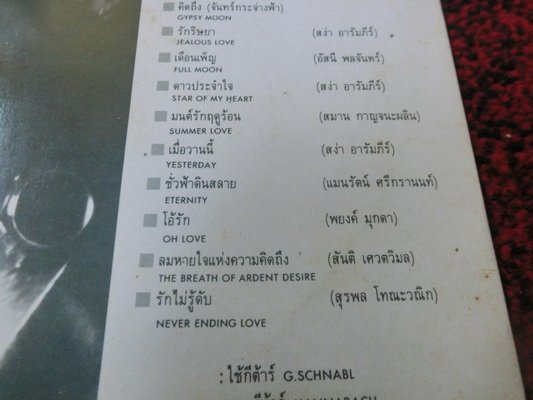 คิดถึง (จันทร์กระจ่างฟ้า)
GYPSY MOON
รักริษยา (สง่า อารัมภีร์)
JEALOUS LOVE
เดือนเพ็ญ (อัสนี พลจันทร์)
FULL MOON
ดาวประจำใจ (สง่า อารัมภีร์)
STAR OF MY HEART
มนต์รักฤดูร้อน (สมาน กาญจนะผลิน)
SUMMER LOVE
เมื่อวานนี้ (สง่า อารัมภีร์)
YESTERDAY
ชั่วฟ้าดินสลาย (แมนรัตน์ ศรีกรานนท์)
ETERNITY
โอ้รัก (พยงค์ มุกดา)
OH LOVE
ลมหายใจแห่งความคิดถึง (สันติ เศวตวิมล)
THE BREATH OF ARDENT DESIRE
รักไม่รู้ดับ (สุรพล โทณะวณิก)
NEVER ENDING LOVE
: ใช้กีต้าร์ G.SCHNABL